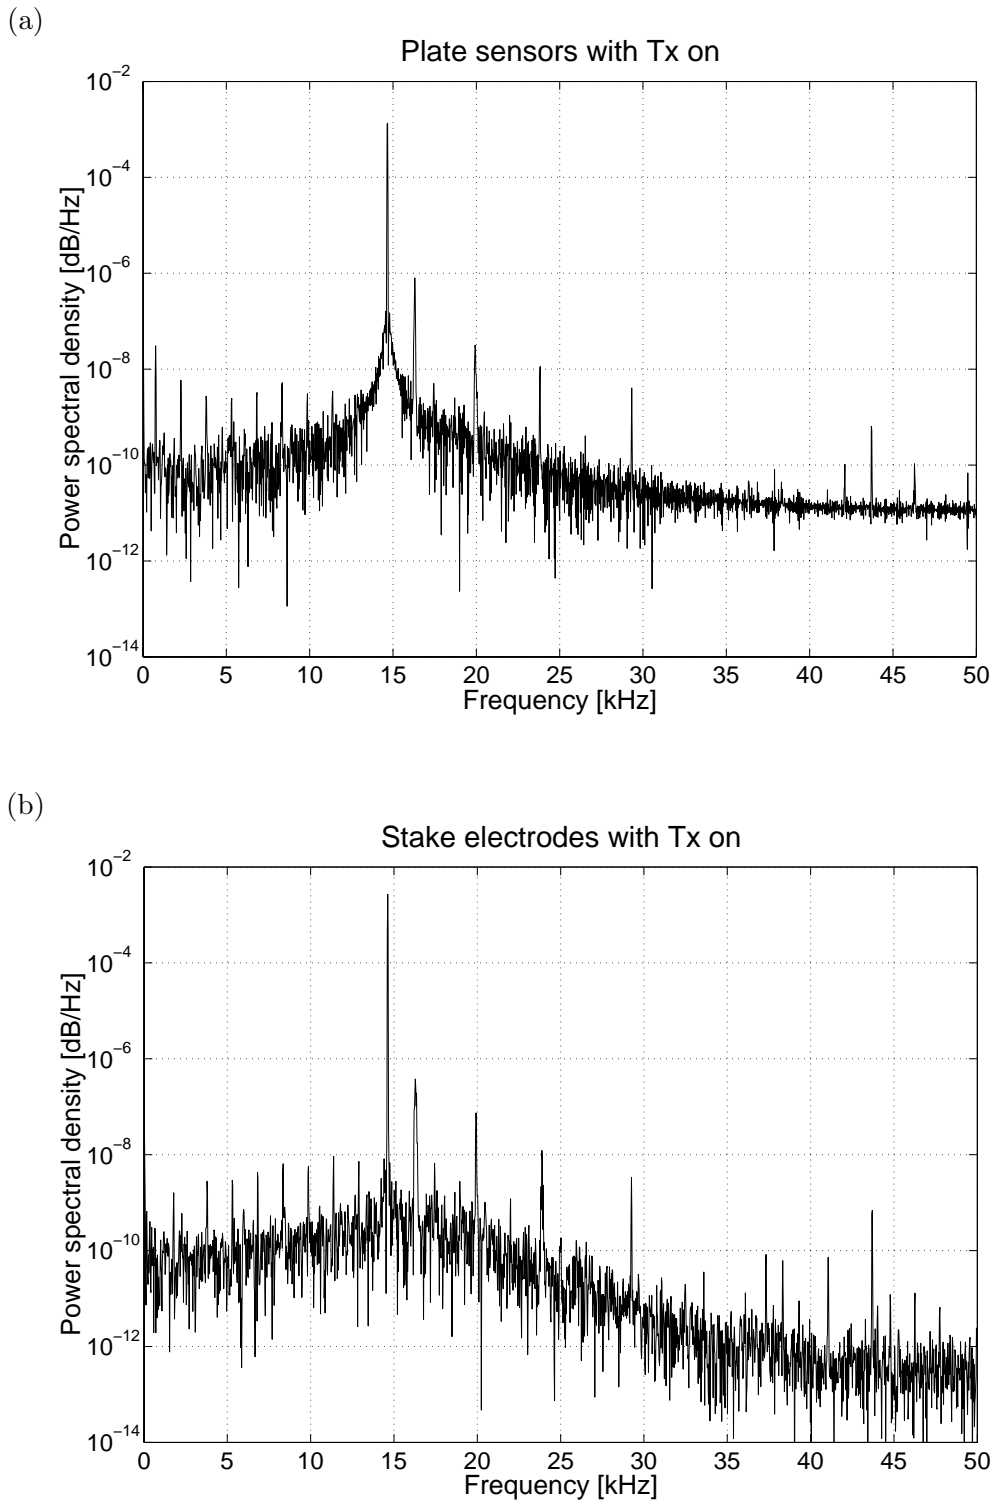 (a)
Plate sensors with Tx on
Power spectral density [dB/Hz]
10−2
10−4
10−6
10−8
10−10
10−12
10−14
0 5 10 15 20 25 30 35 40 45 50
Frequency [kHz]
(b)
Stake electrodes with Tx on
Power spectral density [dB/Hz]
10−2
10−4
10−6
10−8
10−10
10−12
10−14
0 5 10 15 20 25 30 35 40 45 50
Frequency [kHz]